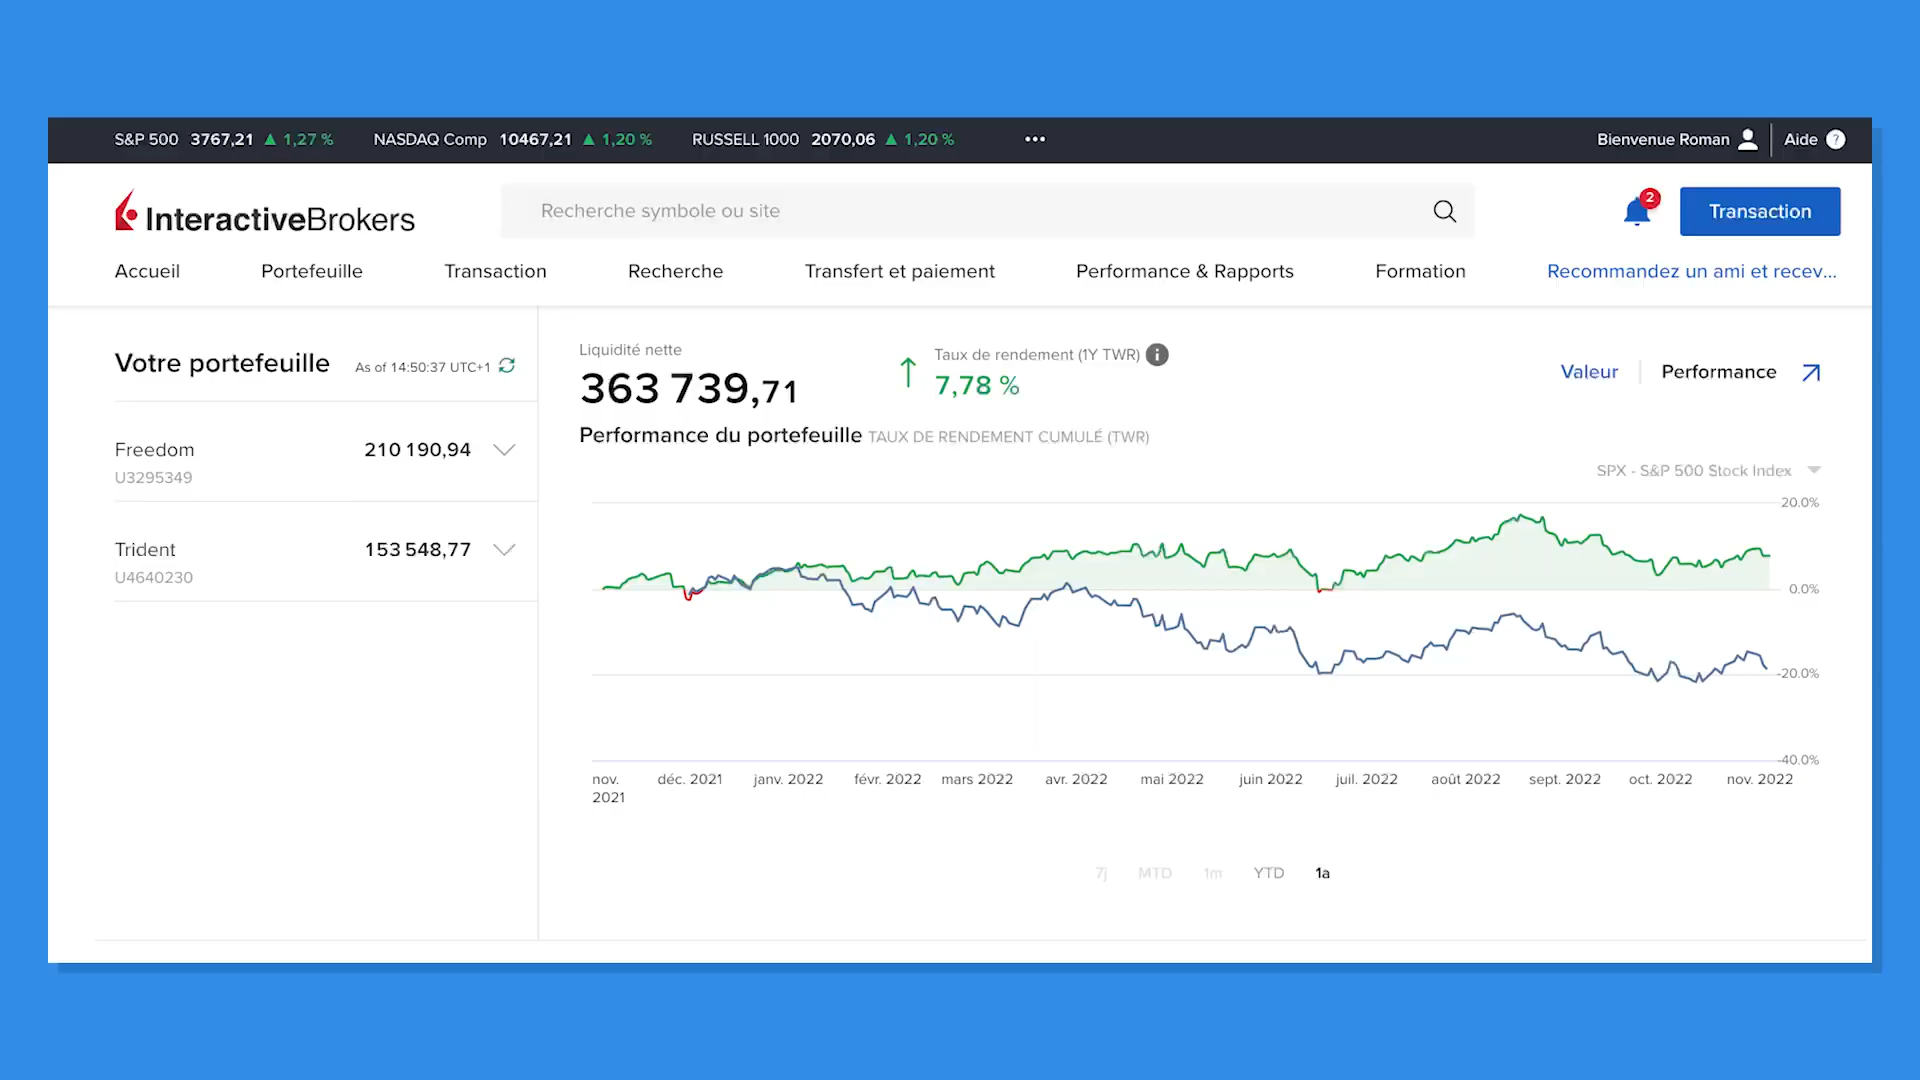 S&P 500 3767,21 ▲ 1,27 % NASDAQ Comp 10467,21 ▲ 1,20 % RUSSELL 1000 2070,06 ▲ 1,20 % ••• Bienvenue Roman Aide ?
InteractiveBrokers Recherche symbole ou site 2 Transaction
Accueil Portefeuille Transaction Recherche Transfert et paiement Performance & Rapports Formation Recommandez un ami et recev...
Votre portefeuille As of 14:50:37 UTC+1
Freedom 210 190,94
U3295349
Trident 153 548,77
U4640230
Liquidité nette
363 739,71
Taux de rendement (1Y TWR) i
7,78 %
Valeur Performance
Performance du portefeuille TAUX DE RENDEMENT CUMULÉ (TWR)
SPX - S&P 500 Stock Index
20.0%
0.0%
-20.0%
-40.0%
nov. 2021 déc. 2021 janv. 2022 févr. 2022 mars 2022 avr. 2022 mai 2022 juin 2022 juil. 2022 août 2022 sept. 2022 oct. 2022 nov. 2022
7j MTD 1m YTD 1a